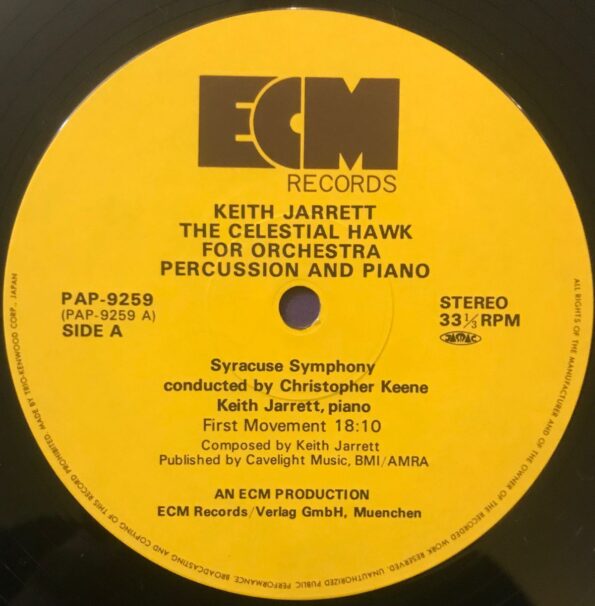 ECM
RECORDS
KEITH JARRETT
THE CELESTIAL HAWK
FOR ORCHESTRA
PERCUSSION AND PIANO
PAP-9259
(PAP-9259 A)
SIDE A
STEREO
33 1/3 RPM
JASRAC
Syracuse Symphony
conducted by Christopher Keene
Keith Jarrett, piano
First Movement 18:10
Composed by Keith Jarrett
Published by Cavelight Music, BMI/AMRA
AN ECM PRODUCTION
ECM Records/Verlag GmbH, Muenchen
ALL RIGHTS OF THE MANUFACTURER AND OF THE OWNER OF THE RECORDED WORK RESERVED. UNAUTHORIZED PUBLIC PERFORMANCE, BROADCASTING AND COPYING OF THIS RECORD PROHIBITED. MADE BY TRIO-KENWOOD CORP., JAPAN